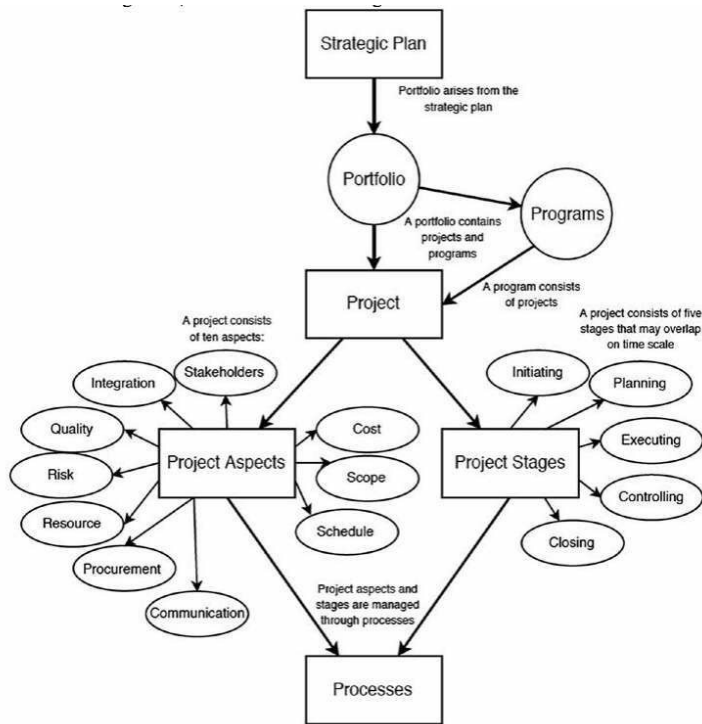 Strategic Plan
Portfolio arises from the
strategic plan
Portfolio
Programs
A portfolio contains
projects and
programs
Project
A program consists
of projects
A project consists
of ten aspects:
A project consists of five
stages that may overlap
on time scale
Stakeholders
Integration
Quality
Risk
Resource
Procurement
Communication
Project Aspects
Cost
Scope
Schedule
Initiating
Planning
Project Stages
Executing
Controlling
Closing
Project aspects and
stages are managed
through processes
Processes